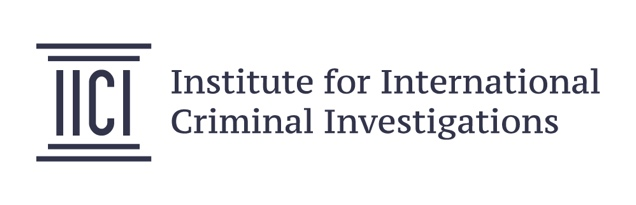 IICI
Institute for International
Criminal Investigations